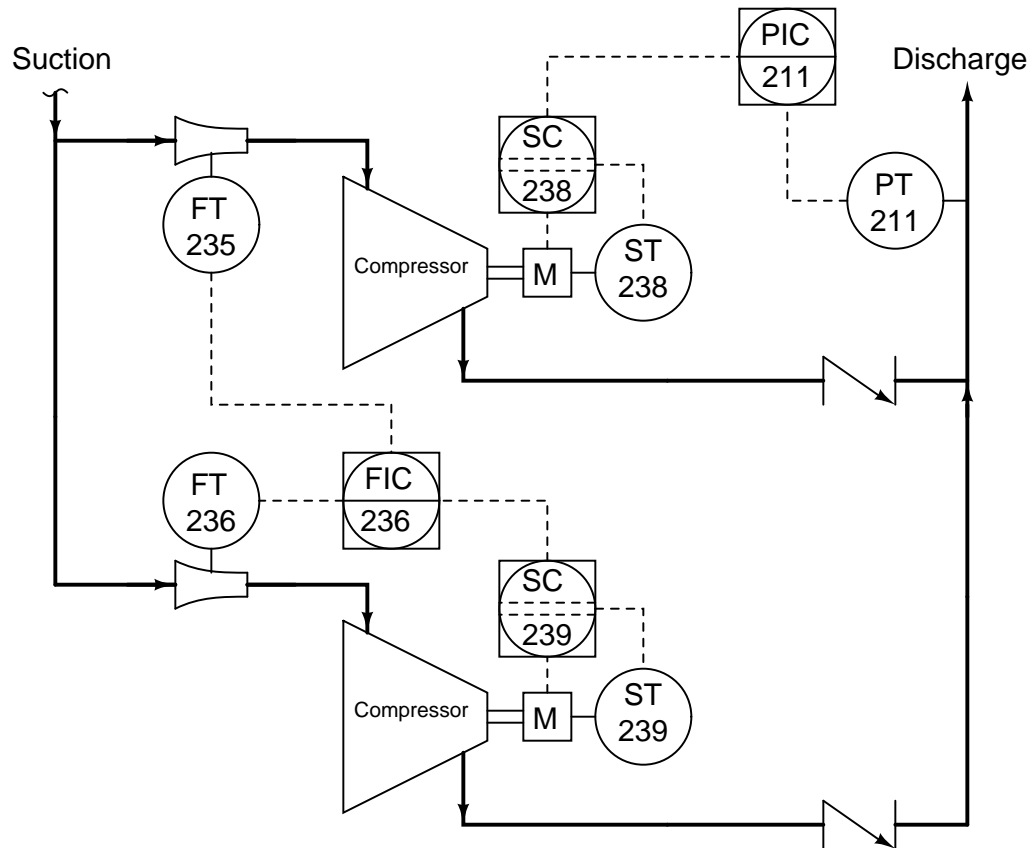 Suction
PIC
211
Discharge
SC
238
PT
211
FT
235
Compressor
M
ST
238
FT
236
FIC
236
SC
239
Compressor
M
ST
239